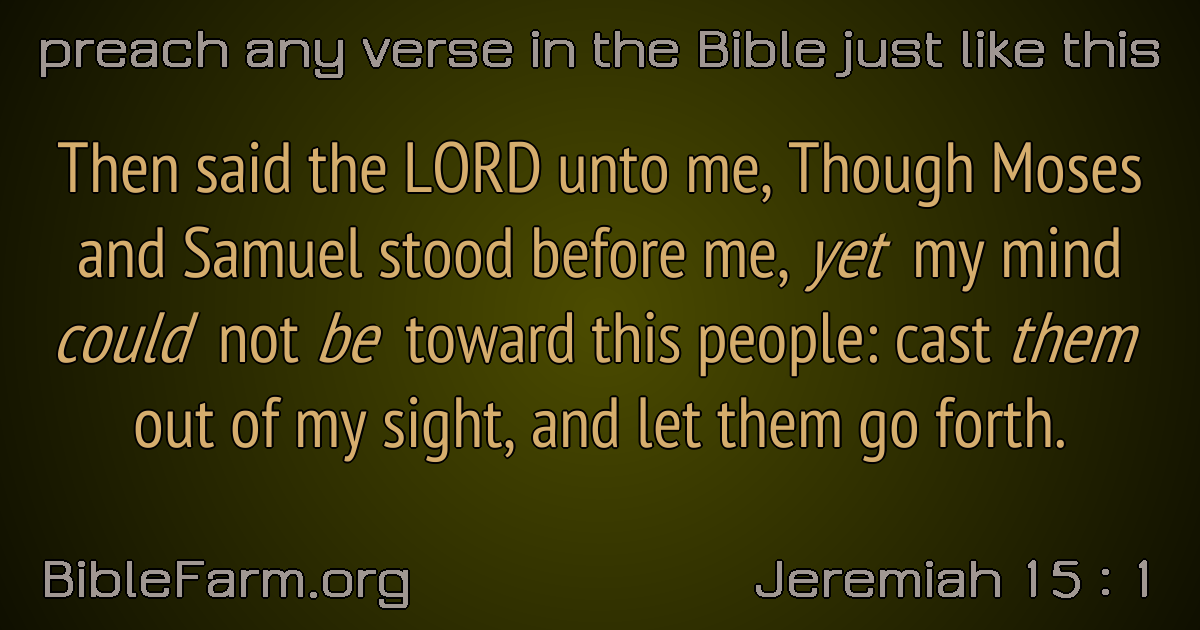 preach any verse in the Bible just like this
Then said the LORD unto me, Though Moses
and Samuel stood before me, yet my mind
could not be toward this people: cast them
out of my sight, and let them go forth.
BibleFarm.org
Jeremiah 15 : 1